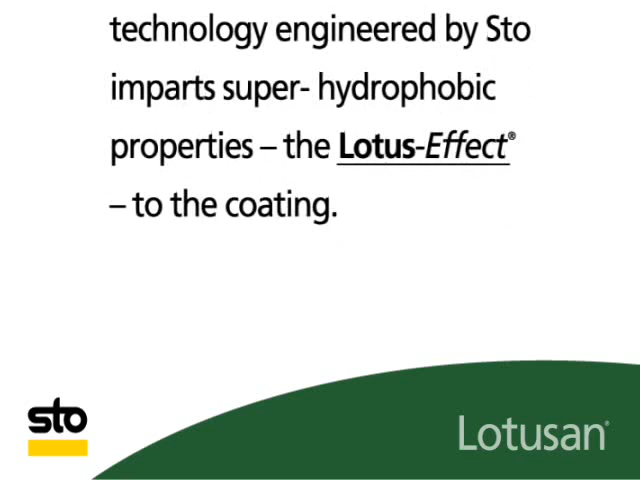 technology engineered by Sto
imparts super- hydrophobic
properties – the Lotus-Effect®
– to the coating.
sto
Lotusan®